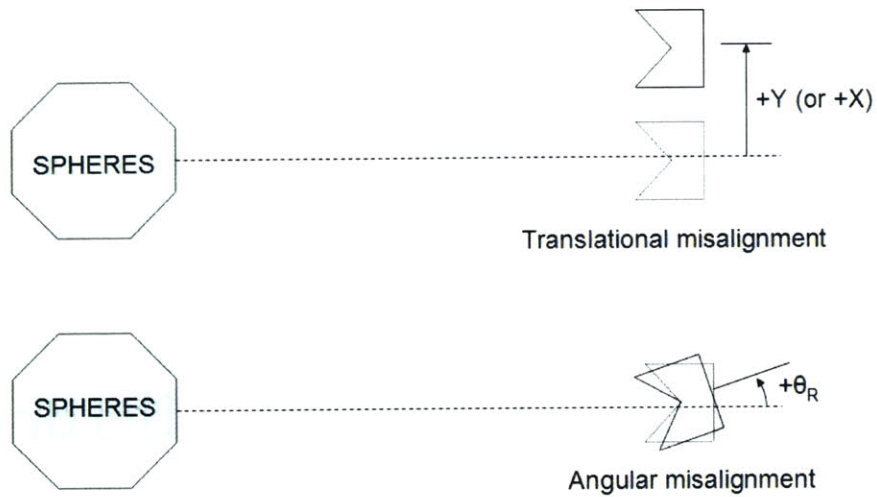 +Y (or +X)
SPHERES
Translational misalignment
SPHERES
+θR
Angular misalignment